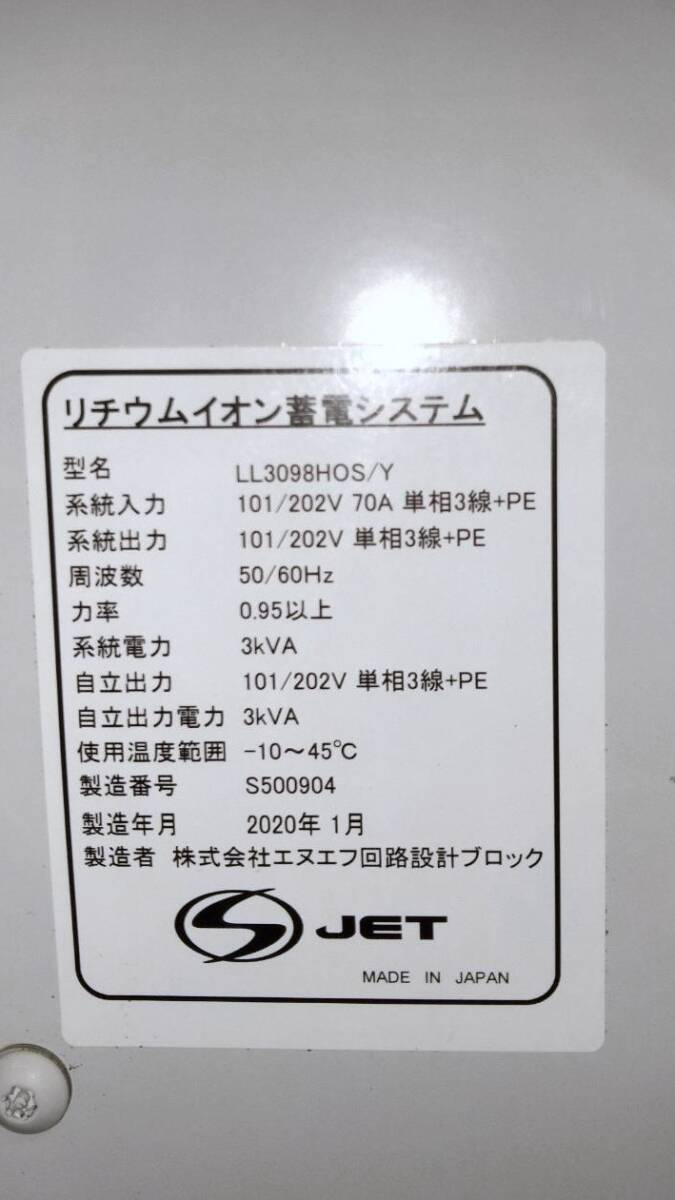 リチウムイオン蓄電システム
型名 LL3098HOS/Y
系統入力 101/202V 70A 単相3線+PE
系統出力 101/202V 単相3線+PE
周波数 50/60Hz
力率 0.95以上
系統電力 3kVA
自立出力 101/202V 単相3線+PE
自立出力電力 3kVA
使用温度範囲 -10～45℃
製造番号 S500904
製造年月 2020年 1月
製造者 株式会社エヌエフ回路設計ブロック
S JET
MADE IN JAPAN